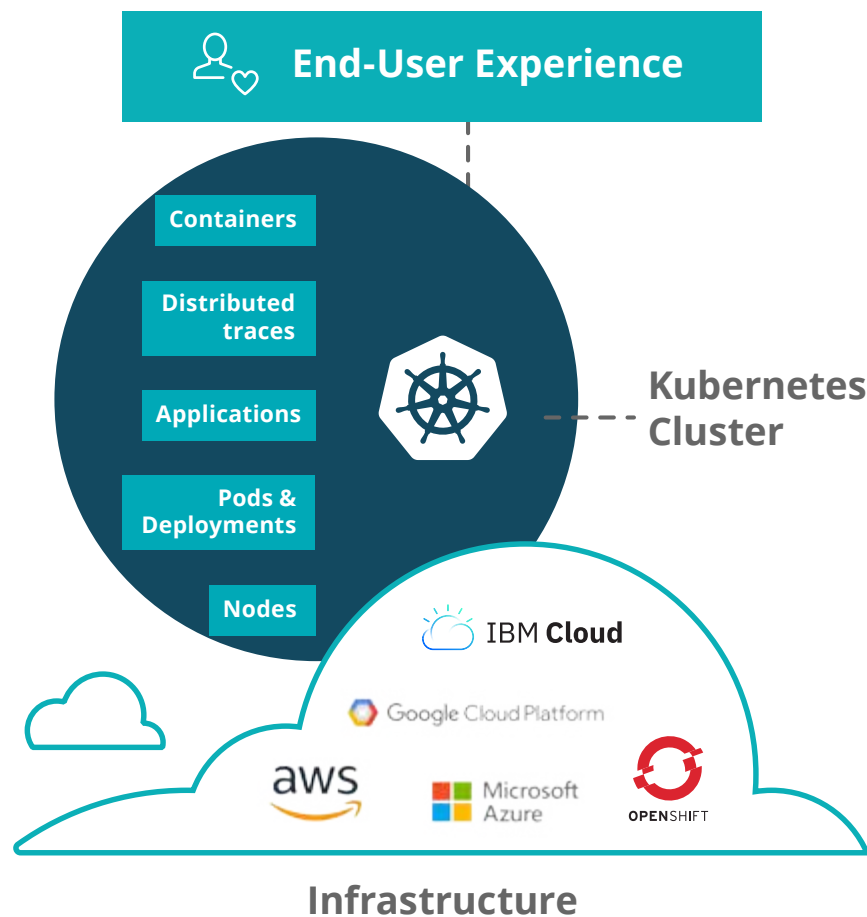 End-User Experience
Containers
Distributed
traces
Applications
Pods &
Deployments
Nodes
Kubernetes
Cluster
IBM Cloud
Google Cloud Platform
aws
Microsoft
Azure
OPENSHIFT
Infrastructure